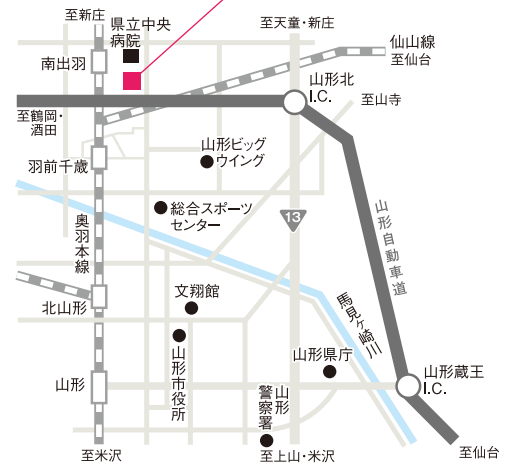 至新庄
県立中央
病院
至天童・新庄
仙山線
至仙台
南出羽
山形北
I.C.
至山寺
至鶴岡・
酒田
山形ビッグ
ウイング
羽前千歳
総合スポーツ
センター
13
山形自動車道
奥羽本線
文翔館
北山形
馬見ヶ崎川
山形市役所
山形県庁
山形蔵王
I.C.
山形
山形
警察署
至米沢
至上山・米沢
至仙台